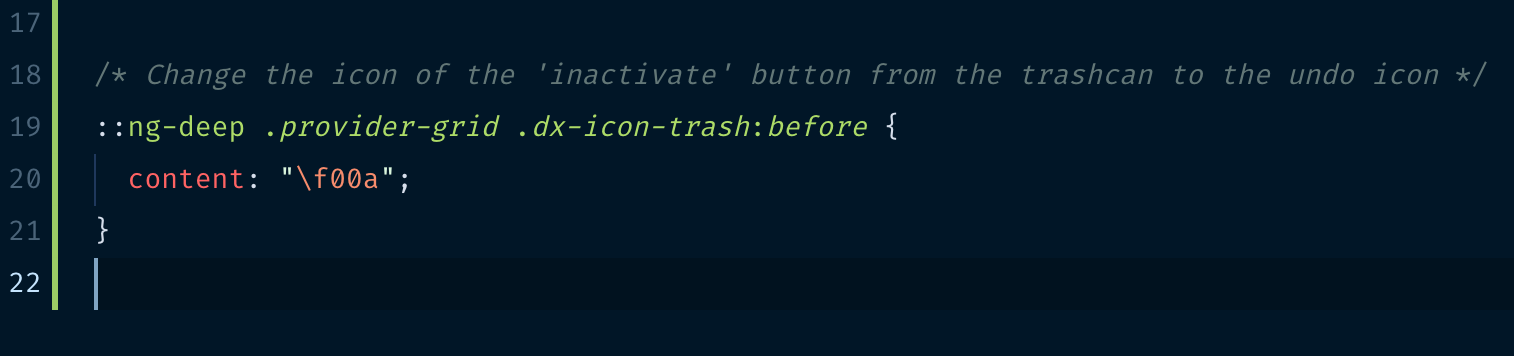 17
18 /* Change the icon of the 'inactivate' button from the trashcan to the undo icon */
19 ::ng-deep .provider-grid .dx-icon-trash:before {
20 content: "\f00a";
21 }
22